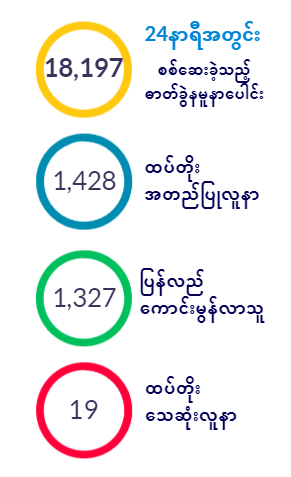 24နာရီအတွင်း
18,197
စစ်ဆေးခဲ့သည့်
ဓာတ်ခွဲနမူနာပေါင်း
1,428
ထပ်တိုး
အတည်ပြုလူနာ
1,327
ပြန်လည်
ကောင်းမွန်လာသူ
19
ထပ်တိုး
သေဆုံးလူနာ